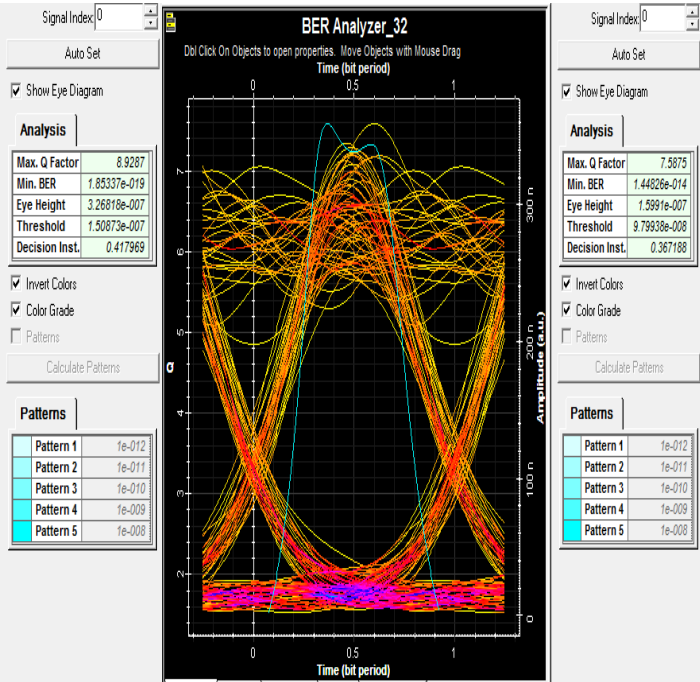 Signal Index: 0
Auto Set
Show Eye Diagram
Analysis
Max. Q Factor 8.9287
Min. BER 1.85337e-019
Eye Height 3.26818e-007
Threshold 1.50873e-007
Decision Inst. 0.417969
Invert Colors
Color Grade
Patterns
Calculate Patterns
Patterns
Pattern 1 1e-012
Pattern 2 1e-011
Pattern 3 1e-010
Pattern 4 1e-009
Pattern 5 1e-008
BER Analyzer_32
Dbl Click On Objects to open properties. Move Objects with Mouse Drag
Time (bit period)
0 0.5 1
7
6
5
Q
4
3
2
300 n
200 n
Amplitude (a.u.)
100 n
0
0 0.5 1
Time (bit period)
Signal Index: 0
Auto Set
Show Eye Diagram
Analysis
Max. Q Factor 7.5875
Min. BER 1.44826e-014
Eye Height 1.5991e-007
Threshold 9.79938e-008
Decision Inst. 0.367188
Invert Colors
Color Grade
Patterns
Calculate Patterns
Patterns
Pattern 1 1e-012
Pattern 2 1e-011
Pattern 3 1e-010
Pattern 4 1e-009
Pattern 5 1e-008